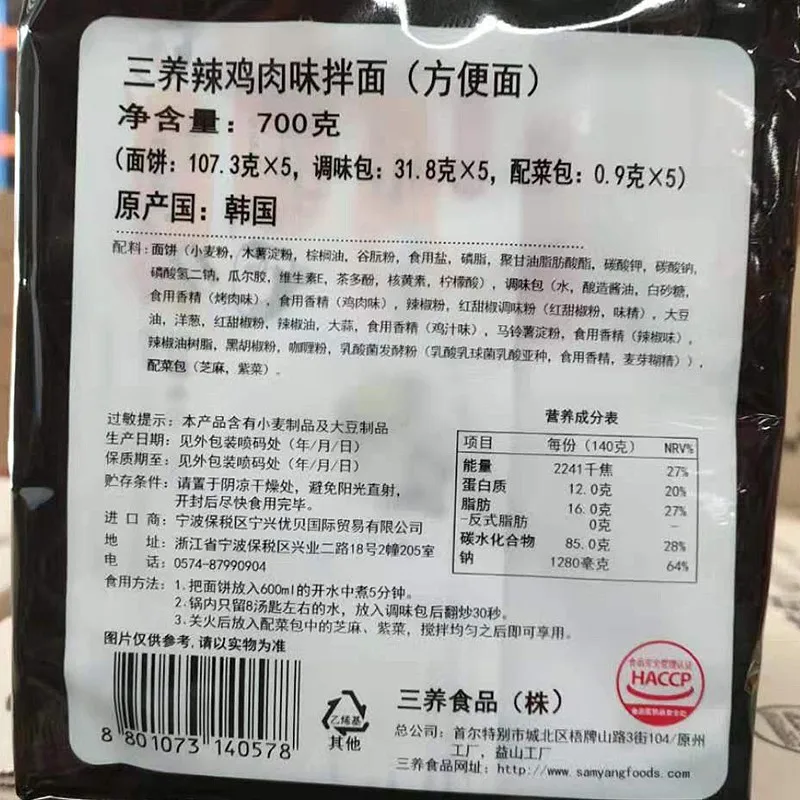 三养辣鸡肉味拌面（方便面）
净含量：700克
（面饼：107.3克×5，调味包：31.8克×5，配菜包：0.9克×5）
原产国：韩国
配料：面饼（小麦粉，木薯淀粉，棕榈油，谷朊粉，食用盐，磷脂，聚甘油脂肪酸酯，碳酸钾，碳酸钠，
磷酸氢二钠，瓜尔胶，维生素E，茶多酚，核黄素，柠檬酸），调味包（水，酿造酱油，白砂糖，
食用香精（烤肉味），食用香精（鸡肉味），辣椒粉，红甜椒调味粉（红甜椒粉，味精），大豆
油，洋葱，红甜椒粉，辣椒油，大蒜，食用香精（鸡汁味），马铃薯淀粉，食用香精（辣椒味），
辣椒油树脂，黑胡椒粉，咖喱粉，乳酸菌发酵粉（乳酸乳球菌乳酸亚种，食用香精，麦芽糊精）），
配菜包（芝麻，紫菜）。
过敏提示：本产品含有小麦制品及大豆制品
生产日期：见外包装喷码处（年/月/日）
保质期至：见外包装喷码处（年/月/日）
贮存条件：请置于阴凉干燥处，避免阳光直射，
开封后尽快食用完毕。
进口商：宁波保税区宁兴优贝国际贸易有限公司
地址：浙江省宁波保税区兴业二路18号2幢205室
电话：0574-87990904
营养成分表
项目 每份（140克） NRV%
能量 2241千焦 27%
蛋白质 12.0克 20%
脂肪 16.0克 27%
-反式脂肪 0克 -
碳水化合物 85.0克 28%
钠 1280毫克 64%
食用方法：1.把面饼放入600ml的开水中煮5分钟。
2.锅内只留8汤匙左右的水，放入调味包后翻炒30秒。
3.关火后放入配菜包中的芝麻、紫菜，搅拌均匀之后即可享用。
图片仅供参考，请以实物为准
8 801073 140578
乙烯基
其他
三养食品（株）
总公司：首尔特别市城北区梧牌山路3街104/原州
工厂，益山工厂
三养食品网址：http://www.samyangfoods.com
食品安全管理认证
HACCP